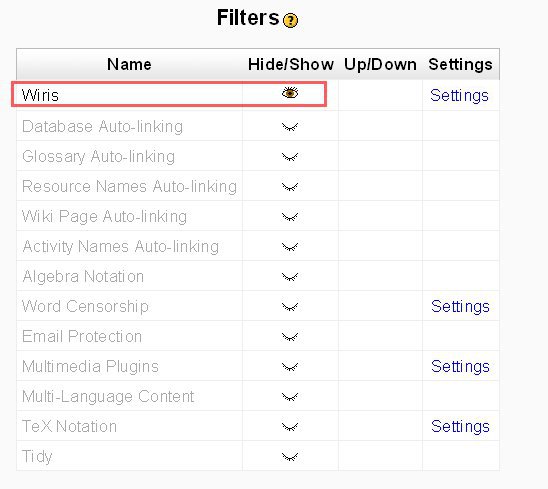 Filters ?
Name Hide/Show Up/Down Settings
Wiris Settings
Database Auto-linking
Glossary Auto-linking
Resource Names Auto-linking
Wiki Page Auto-linking
Activity Names Auto-linking
Algebra Notation
Word Censorship Settings
Email Protection
Multimedia Plugins Settings
Multi-Language Content
TeX Notation Settings
Tidy